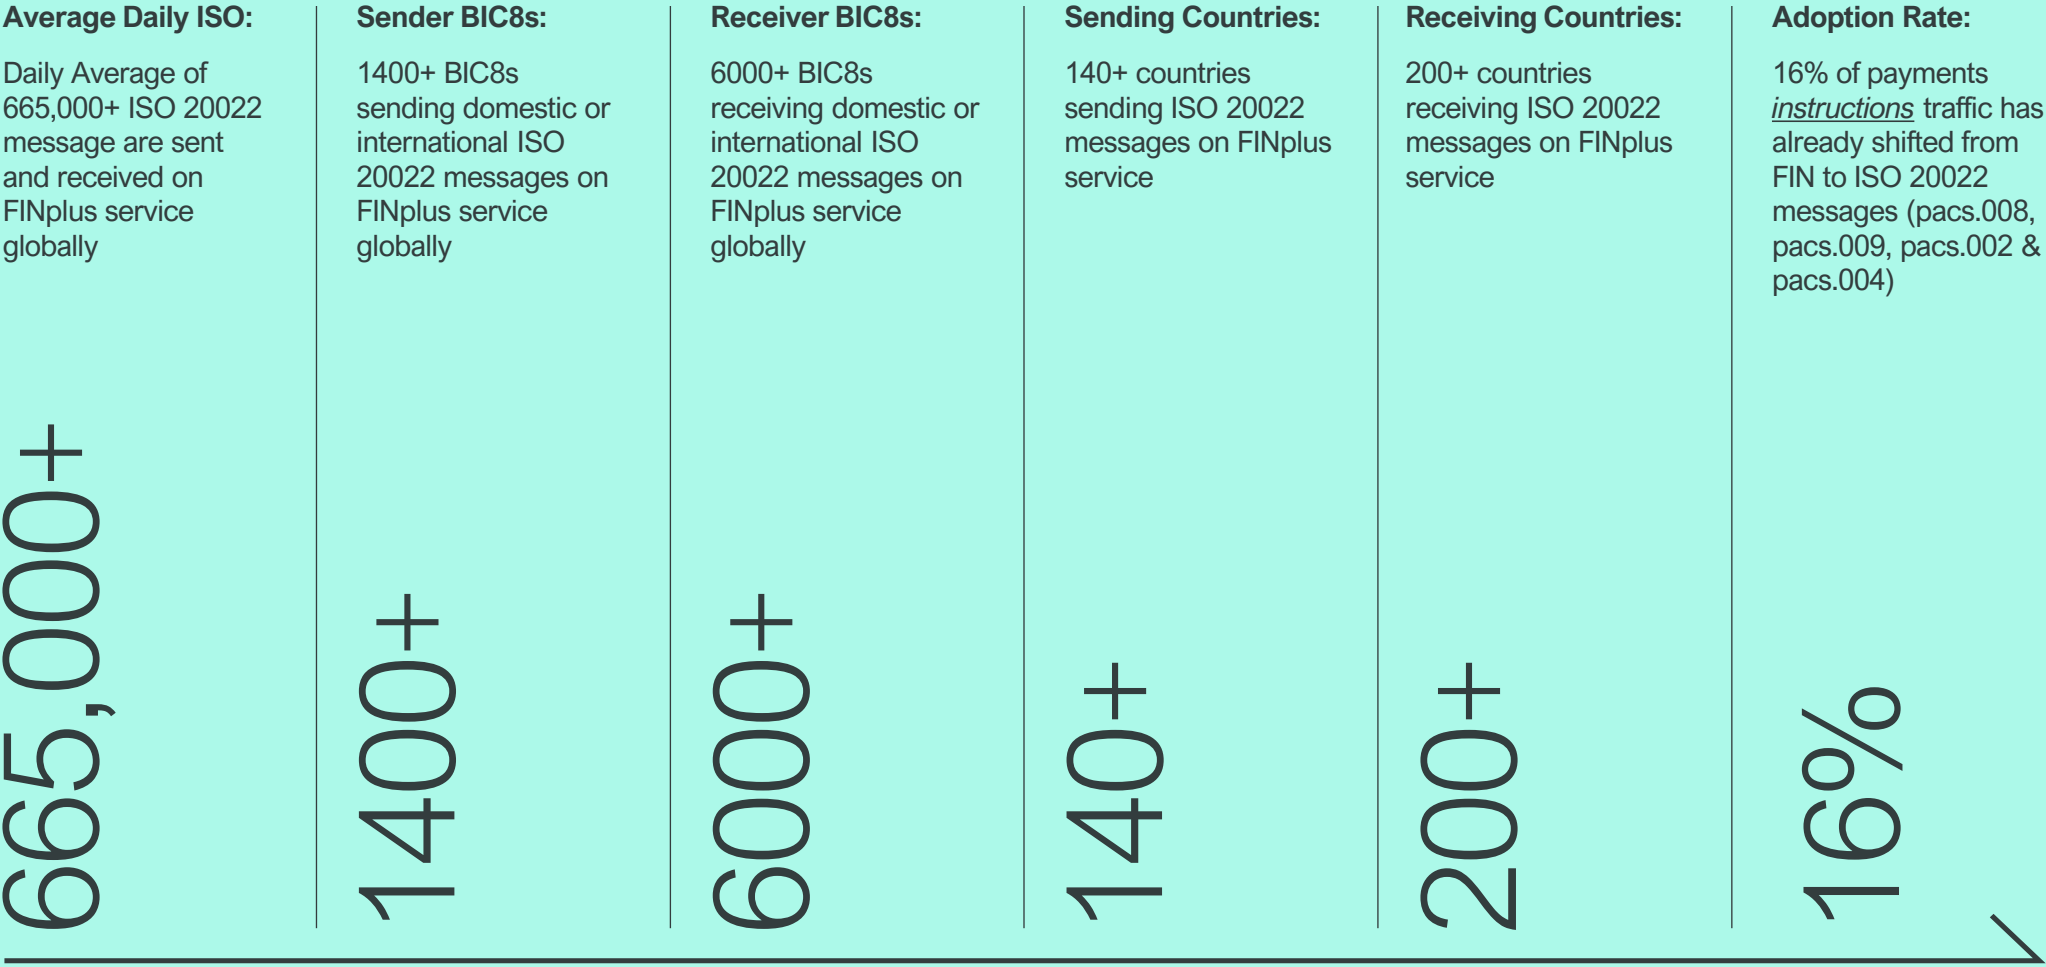 Average Daily ISO:
Daily Average of
665,000+ ISO 20022
message are sent
and received on
FINplus service
globally
665,000+
Sender BIC8s:
1400+ BIC8s
sending domestic or
international ISO
20022 messages on
FINplus service
globally
1400+
Receiver BIC8s:
6000+ BIC8s
receiving domestic or
international ISO
20022 messages on
FINplus service
globally
6000+
Sending Countries:
140+ countries
sending ISO 20022
messages on FINplus
service
140+
Receiving Countries:
200+ countries
receiving ISO 20022
messages on FINplus
service
200+
Adoption Rate:
16% of payments
instructions traffic has
already shifted from
FIN to ISO 20022
messages (pacs.008,
pacs.009, pacs.002 &
pacs.004)
16%